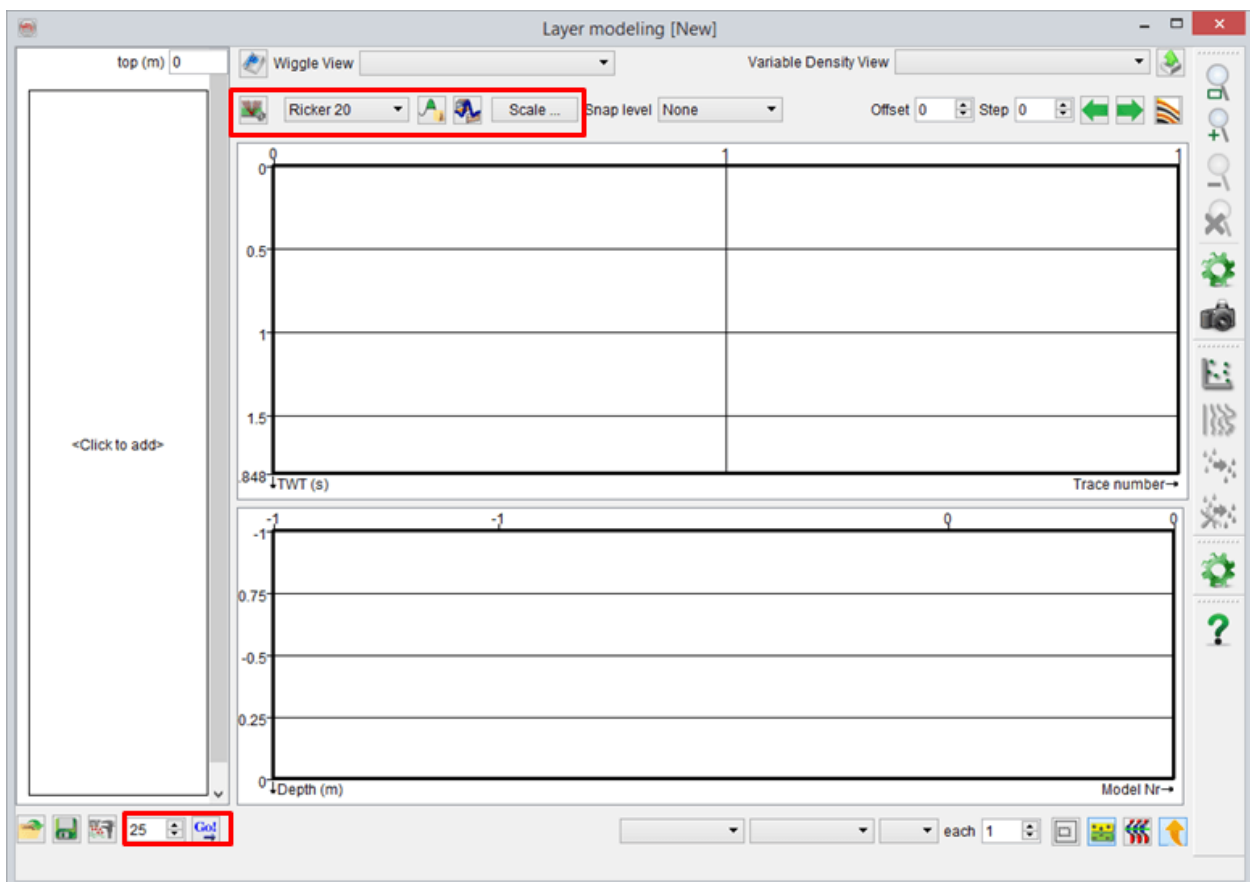 Layer modeling [New]
top (m) 0
Wiggle View
Variable Density View
Ricker 20
Scale ...
Snap level None
Offset 0
Step 0
0 1 1
0
0.5
1
1.5
.848
TWT (s)
Trace number
<Click to add>
-1 -1 0 0
-1
0.75
-0.5
0.25
0
Depth (m)
Model Nr
25
Go!
each 1
?